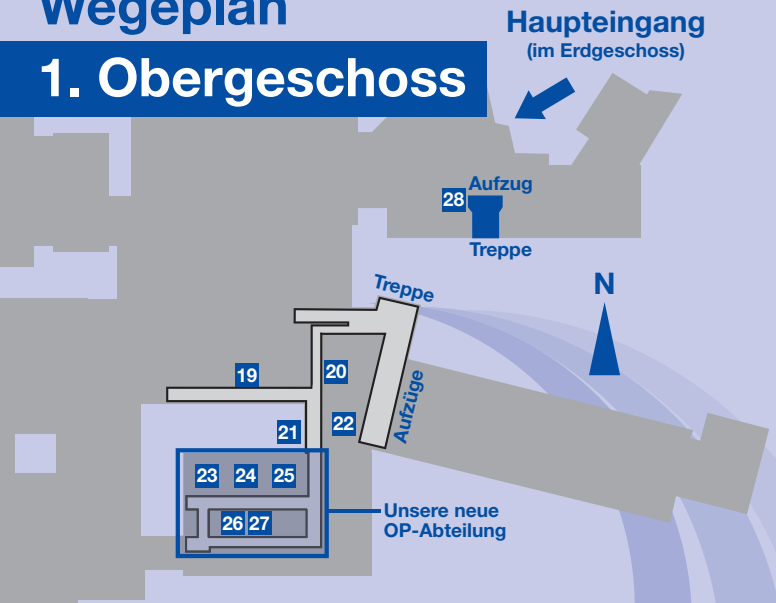 Wegeplan
1. Obergeschoss
Haupteingang
(im Erdgeschoss)
Aufzug
28
Treppe
Treppe
N
19
20
Aufzüge
21
22
23 24 25
26 27
Unsere neue
OP-Abteilung